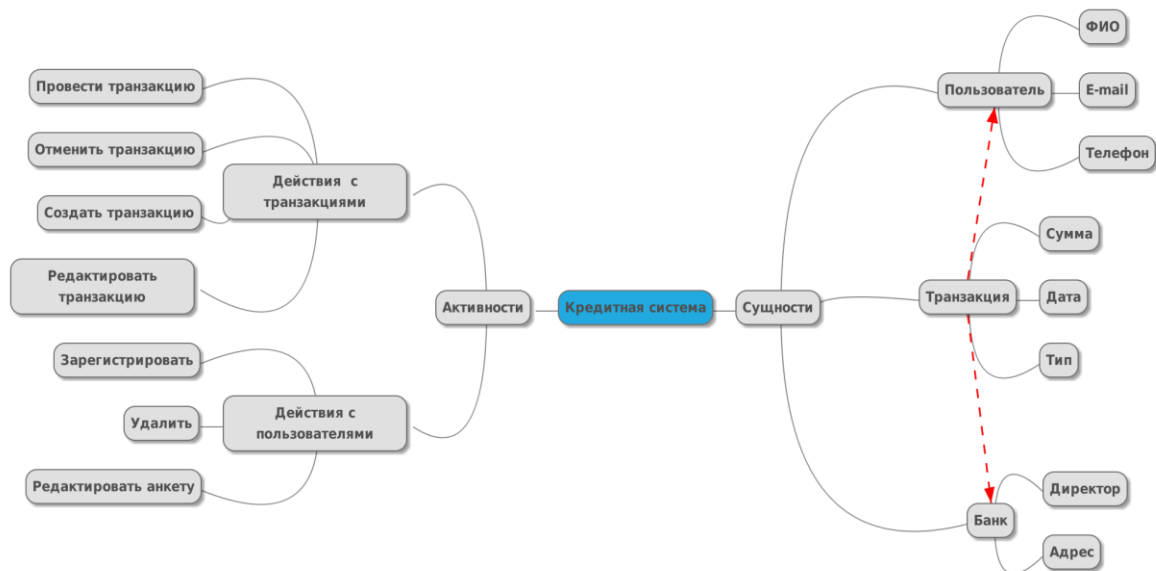 Провести транзакцию
Отменить транзакцию
Создать транзакцию
Редактировать
транзакцию
Действия с
транзакциями
Зарегистрировать
Удалить
Редактировать анкету
Действия с
пользователями
Активности
Кредитная система
Сущности
Пользователь
ФИО
E-mail
Телефон
Транзакция
Сумма
Дата
Тип
Банк
Директор
Адрес